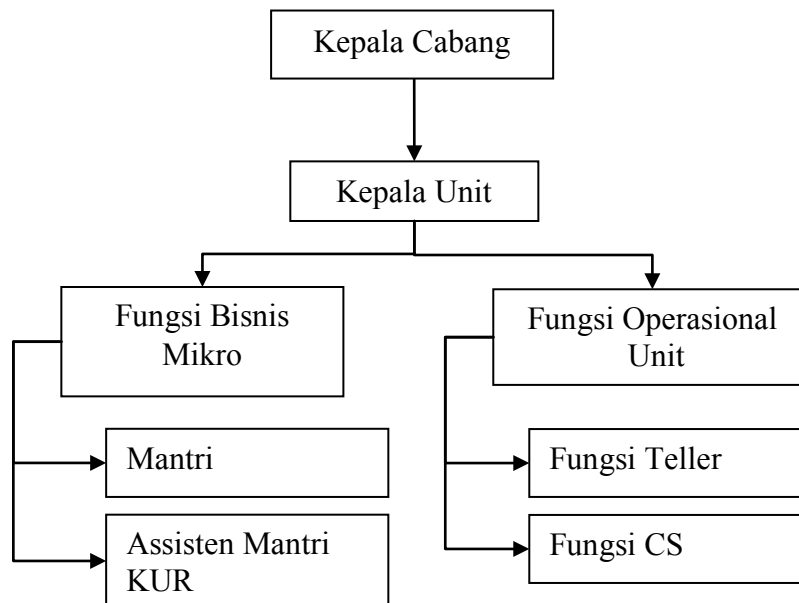 Kepala Cabang
Kepala Unit
Fungsi Bisnis
Mikro
Fungsi Operasional
Unit
Mantri
Fungsi Teller
Assisten Mantri
KUR
Fungsi CS